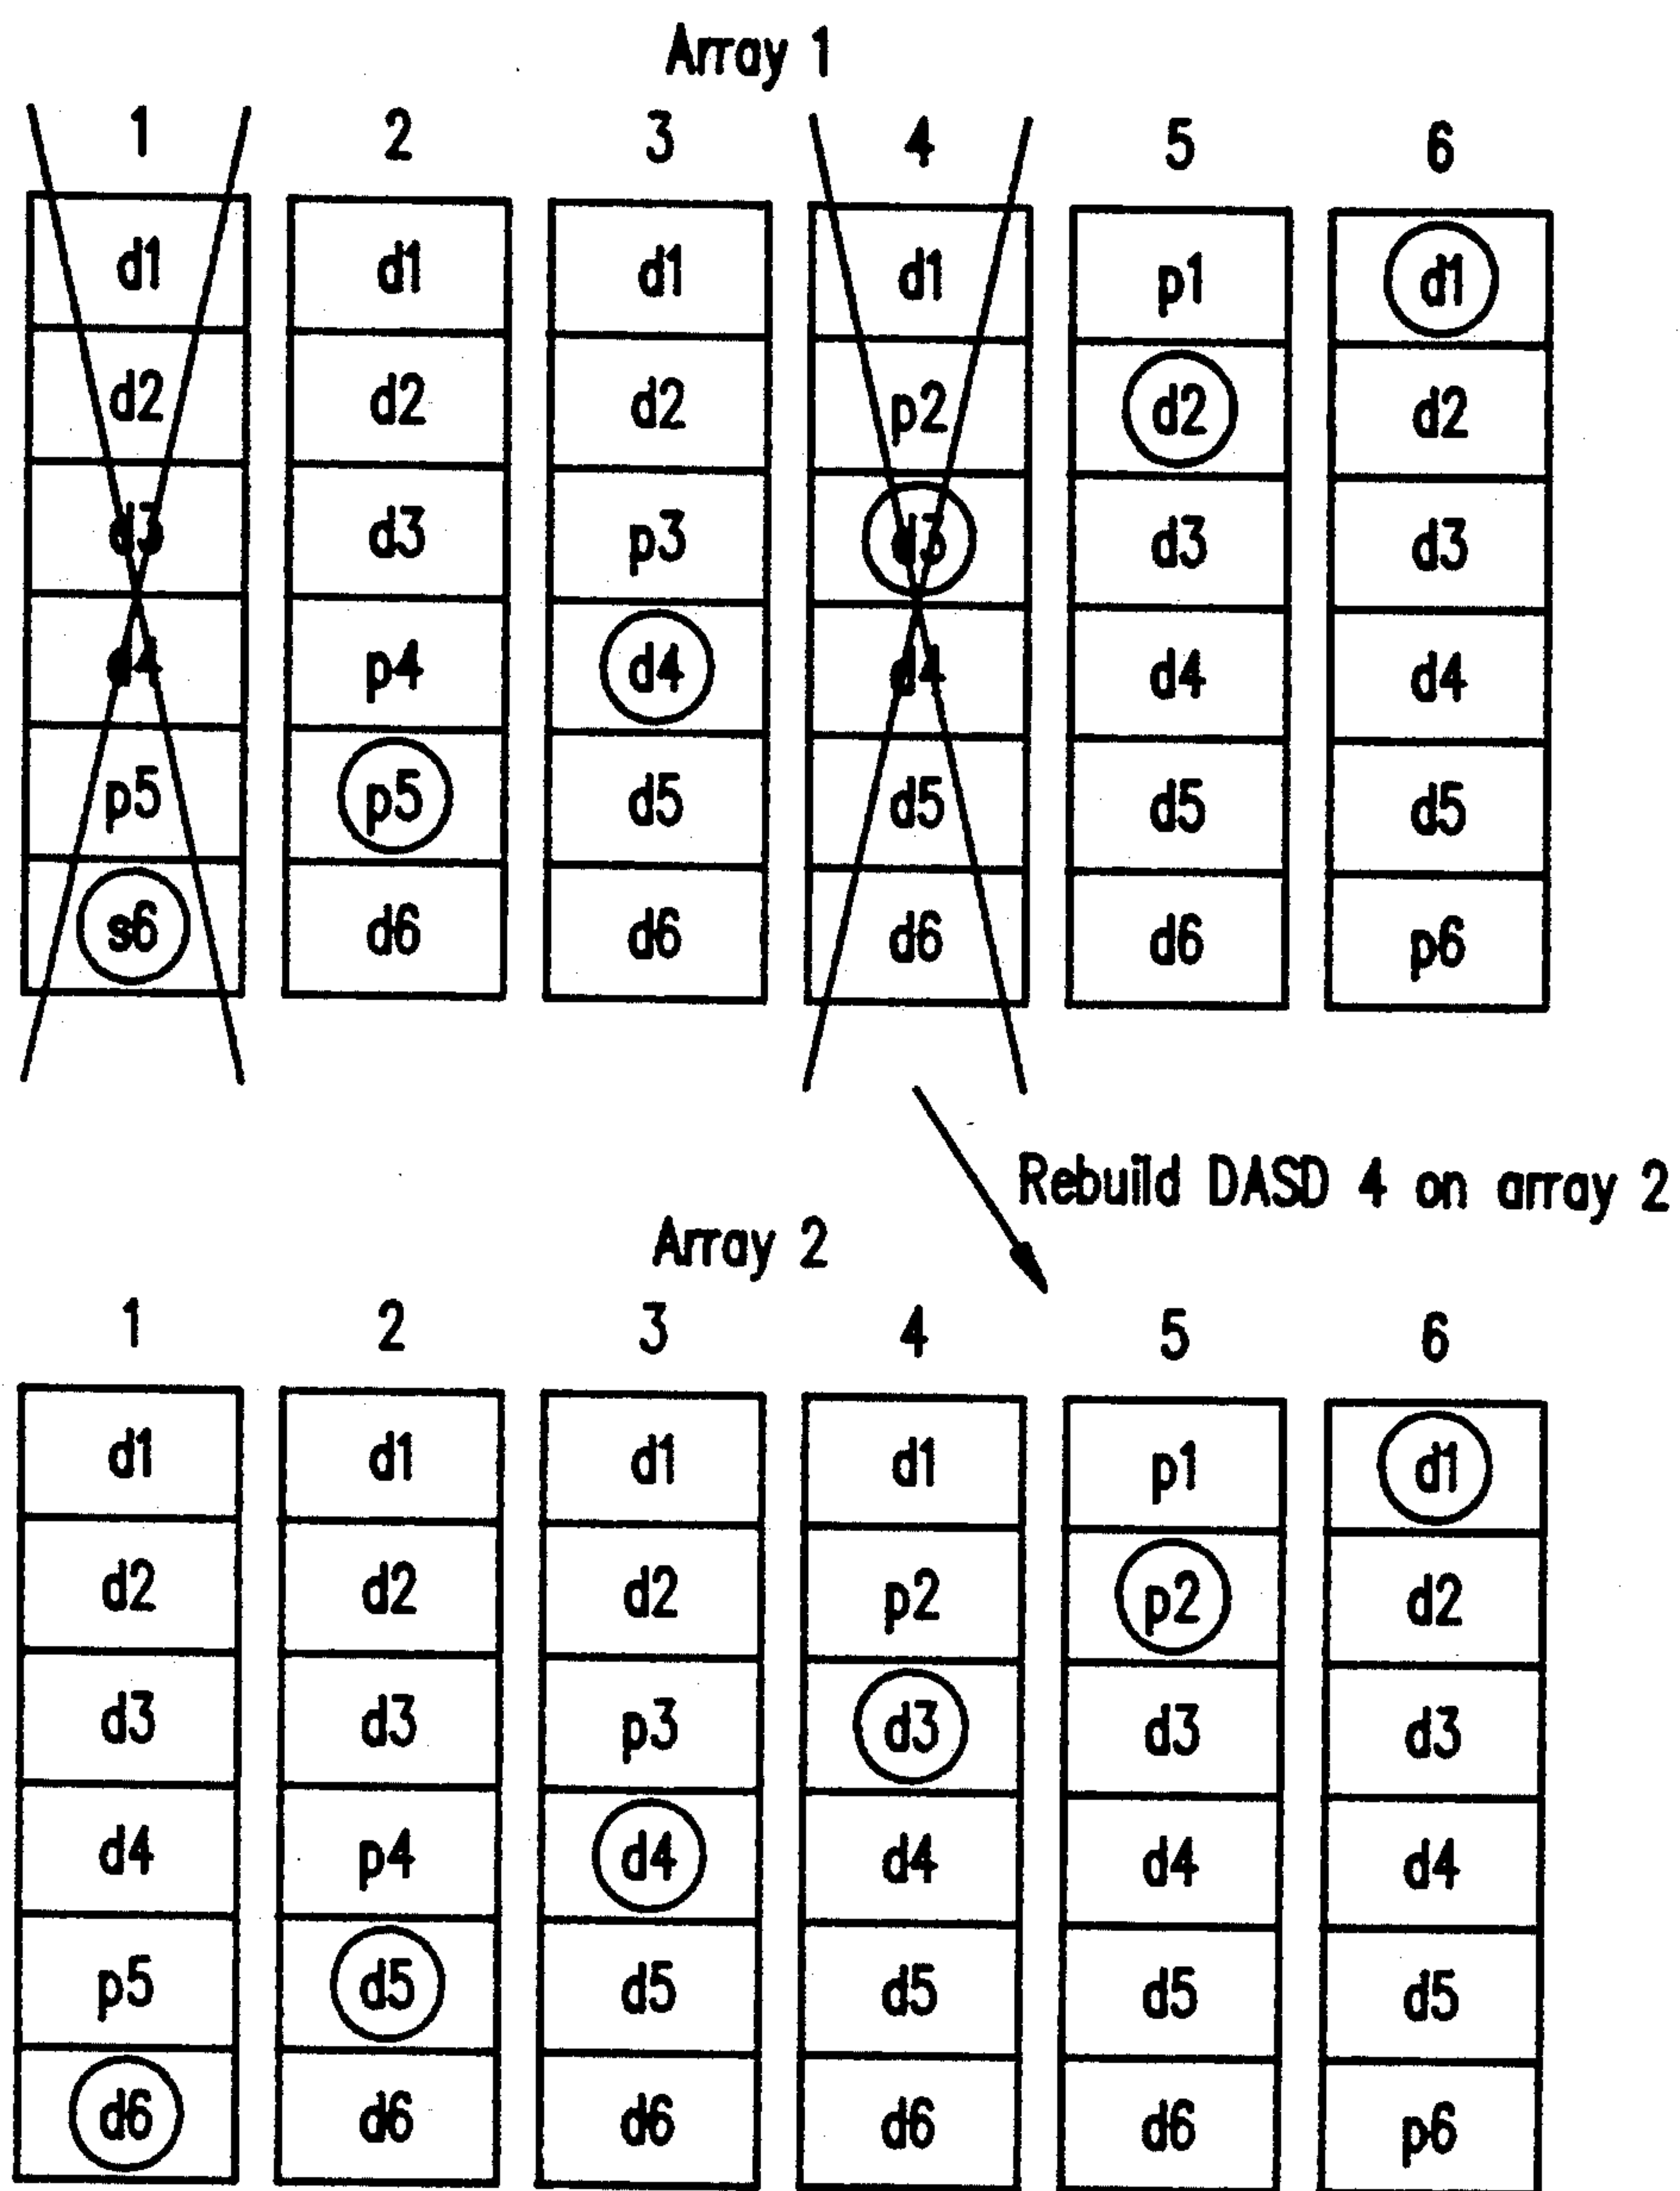 Array 1
1 2 3 4 5 6
d1 d1 d1 d1 p1 d1
d2 d2 d2 p2 d2 d2
d3 d3 p3 d3 d3 d3
d4 p4 d4 d4 d4 d4
p5 p5 d5 d5 d5 d5
s6 d6 d6 d6 d6 p6
Rebuild DASD 4 on array 2
Array 2
1 2 3 4 5 6
d1 d1 d1 d1 p1 d1
d2 d2 d2 p2 p2 d2
d3 d3 p3 d3 d3 d3
d4 p4 d4 d4 d4 d4
p5 d5 d5 d5 d5 d5
d6 d6 d6 d6 d6 p6